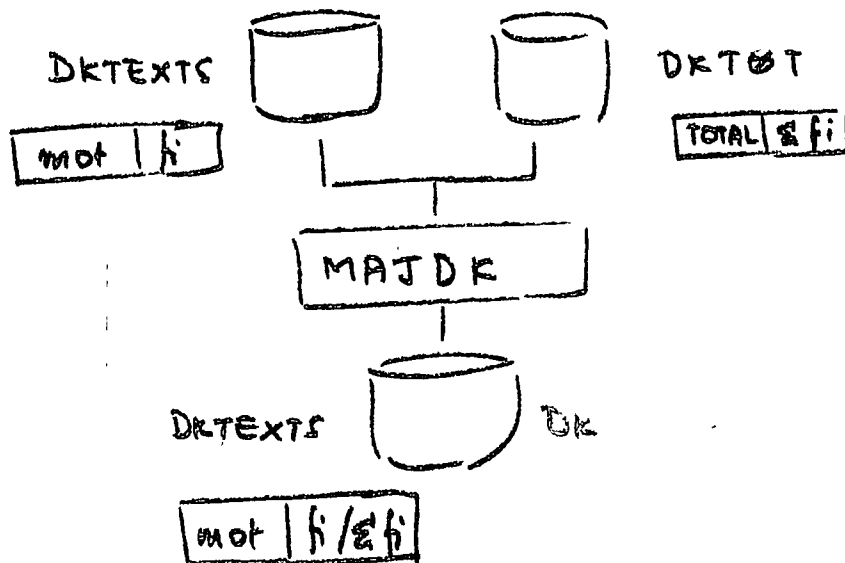 DKTEXTS DKTOT
mot | fi TOTAL | Σ fi
MAJDK
DKTEXTS DK
mot | fi/Σ fi